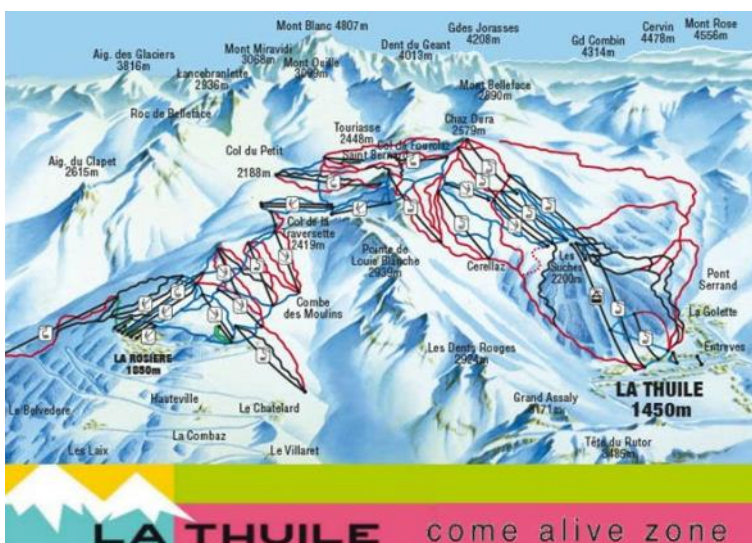 Mont Blanc 4807m
Gdes Jorasses
4208m
Cervin
4478m
Mont Rose
4556m
Aig. des Glaciers
3816m
Mont Miravidi
3068m
Dent du Geant
4013m
Gd Combin
4314m
Lancebranlette
2936m
Mont Ouille
Mont Belleface
2890m
Roc de Belleface
Chaz Dura
2579m
Touriasse
2448m
Col de Fourclaz
Saint Bernard
Col du Petit
2188m
Aig. du Clapet
2615m
Col de la
Traversette
2419m
Pointe de
Louie Blanche
2939m
Cerellaz
Les
Suches
2200m
Pont
Serrand
La Golette
Entreves
Combe
des Moulins
LA ROSIERE
1850m
Les Dents Rouges
LA THUILE
1450m
Le Belvedere
Hauteville
Le Chatelard
Grand Assaly
La Combaz
Les Laix
Le Villaret
Tête du Rutor
LA THUILE
come alive zone